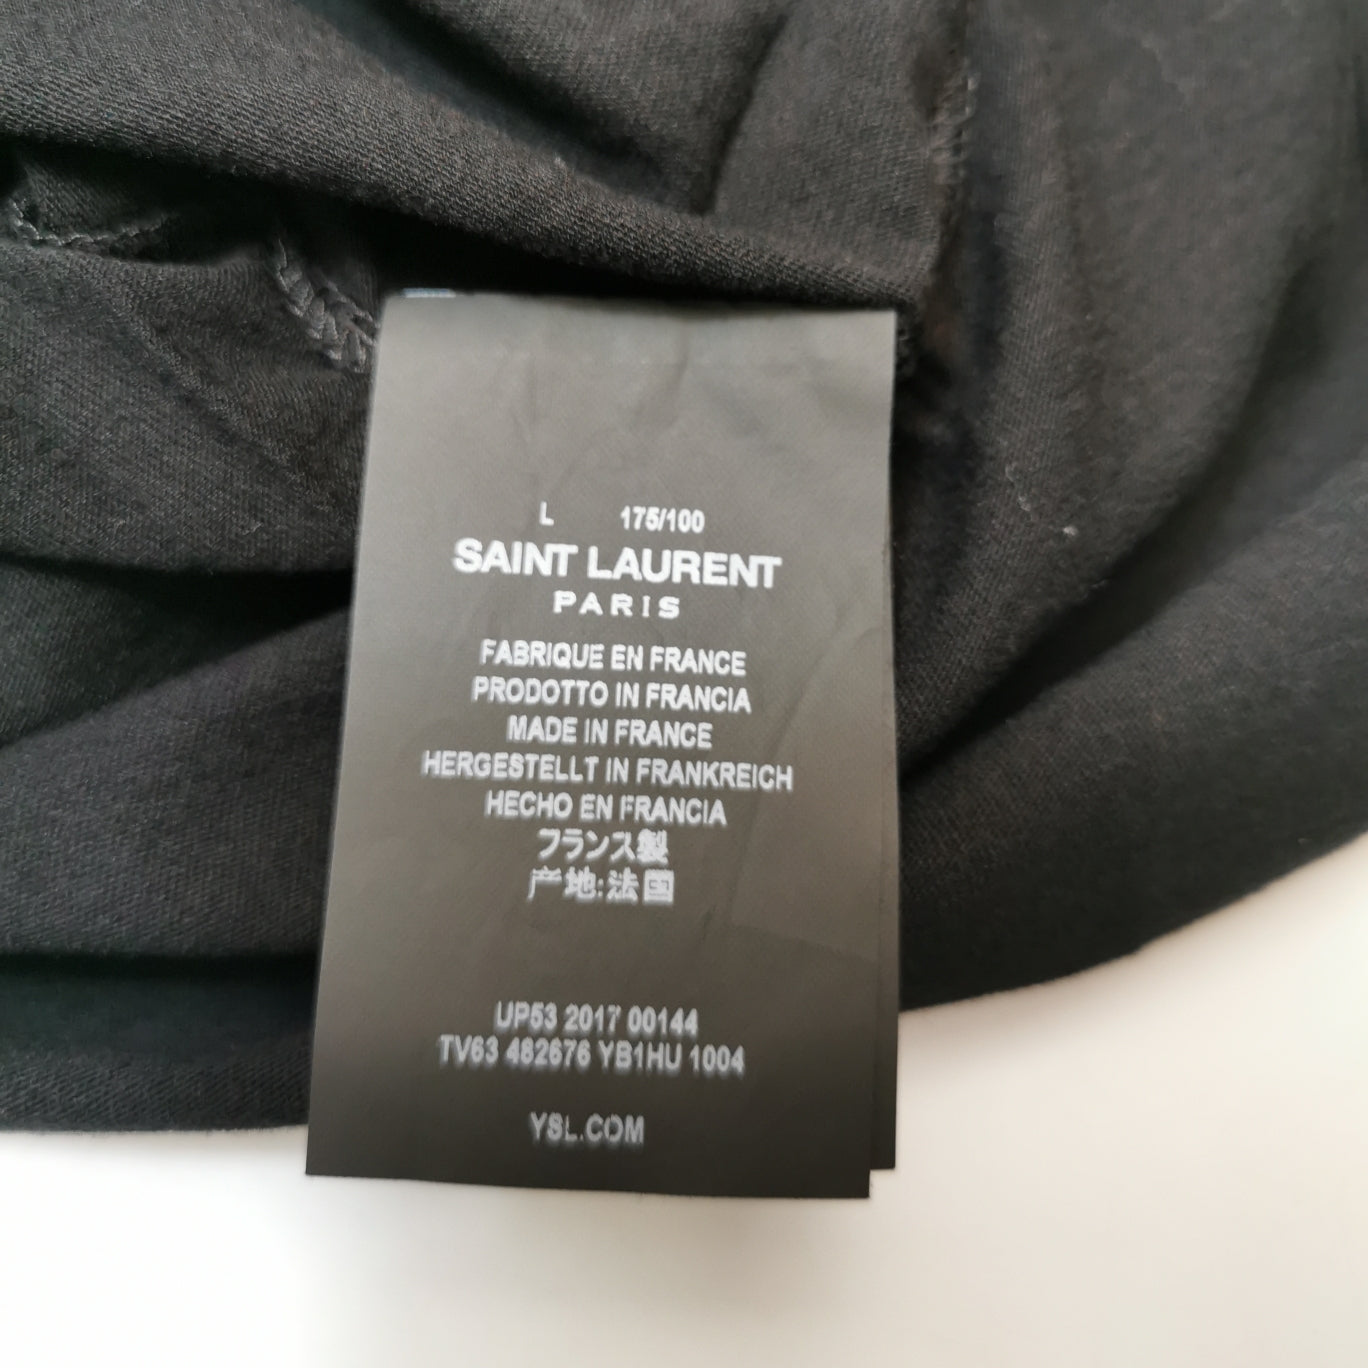 L 175/100
SAINT LAURENT
PARIS
FABRIQUE EN FRANCE
PRODOTTO IN FRANCIA
MADE IN FRANCE
HERGESTELLT IN FRANKREICH
HECHO EN FRANCIA
フランス製
产地:法国
UP53 2017 00144
TV63 482676 YB1HU 1004
YSL.COM